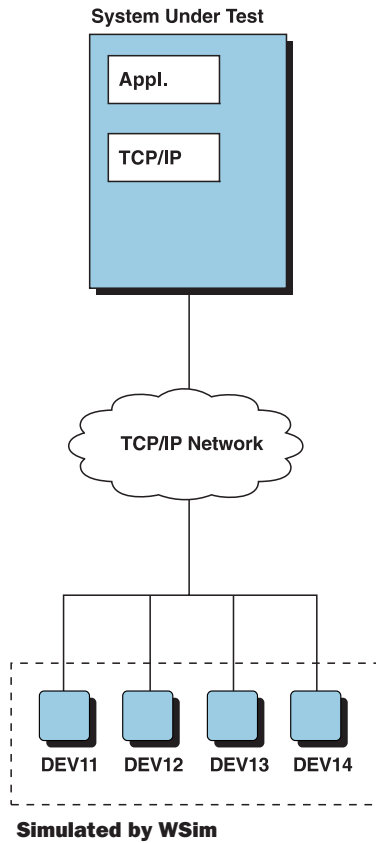 System Under Test
Appl.
TCP/IP
TCP/IP Network
DEV11 DEV12 DEV13 DEV14
Simulated by WSim